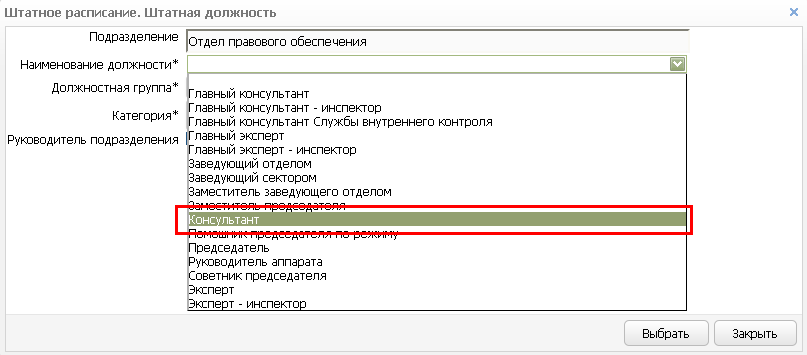 Штатное расписание. Штатная должность
Подразделение
Отдел правового обеспечения
Наименование должности*
Должностная группа*
Категория*
Руководитель подразделения
Главный консультант
Главный консультант - инспектор
Главный консультант Службы внутреннего контроля
Главный эксперт
Главный эксперт - инспектор
Заведующий отделом
Заведующий сектором
Заместитель заведующего отделом
Заместитель председателя
Консультант
Помощник председателя по режиму
Председатель
Руководитель аппарата
Советник председателя
Эксперт
Эксперт - инспектор
Выбрать
Закрыть